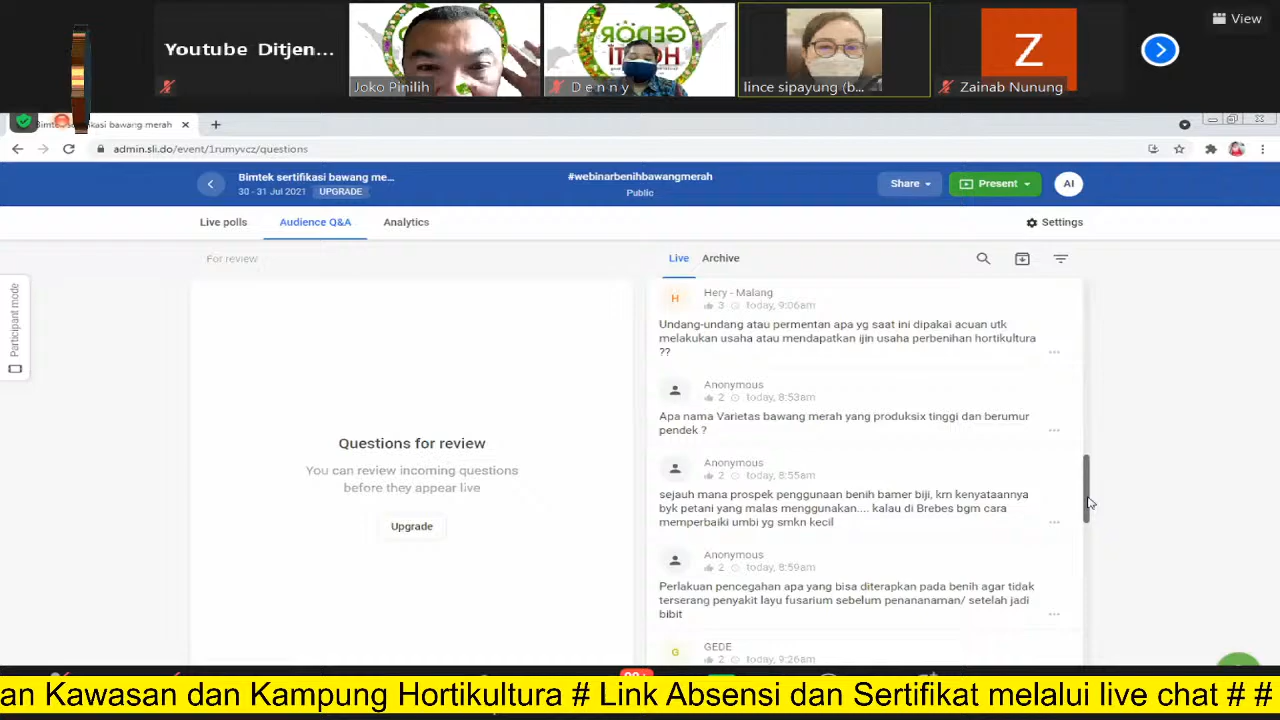 View
Youtube Ditjen...
GEDOR
Joko Pinilih
D e n n y
lince sipayung (b...
Z
Zainab Nunung
Bimtek sertifikasi bawang merah
admin.sli.do/event/1rumyvcz/questions
Bimtek sertifikasi bawang me...
30 - 31 Jul 2021 UPGRADE
#webinarbenihbawangmerah
Public
Share
Present
AI
Live polls
Audience Q&A
Analytics
Settings
Participant mode
For review
Questions for review
You can review incoming questions
before they appear live
Upgrade
Live
Archive
H
Hery - Malang
3 today, 9:06am
Undang-undang atau permentan apa yg saat ini dipakai acuan utk
melakukan usaha atau mendapatkan ijin usaha perbenihan hortikultura
??
Anonymous
2 today, 8:53am
Apa nama Varietas bawang merah yang produksix tinggi dan berumur
pendek ?
Anonymous
2 today, 8:55am
sejauh mana prospek penggunaan benih bamer biji, krn kenyataannya
byk petani yang malas menggunakan.... kalau di Brebes bgm cara
memperbaiki umbi yg smkn kecil
Anonymous
2 today, 8:59am
Perlakuan pencegahan apa yang bisa diterapkan pada benih agar tidak
terserang penyakit layu fusarium sebelum penananaman/ setelah jadi
bibit
G
GEDE
2 today, 9:26am
an Kawasan dan Kampung Hortikultura # Link Absensi dan Sertifikat melalui live chat # #